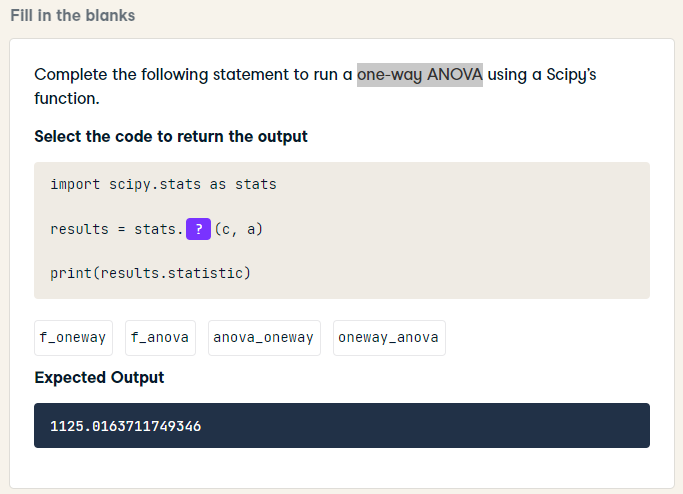 Fill in the blanks
Complete the following statement to run a one-way ANOVA using a Scipy's
function.
Select the code to return the output
import scipy.stats as stats
results = stats. ? (c, a)
print(results.statistic)
f_oneway f_anova anova_oneway oneway_anova
Expected Output
1125.0163711749346